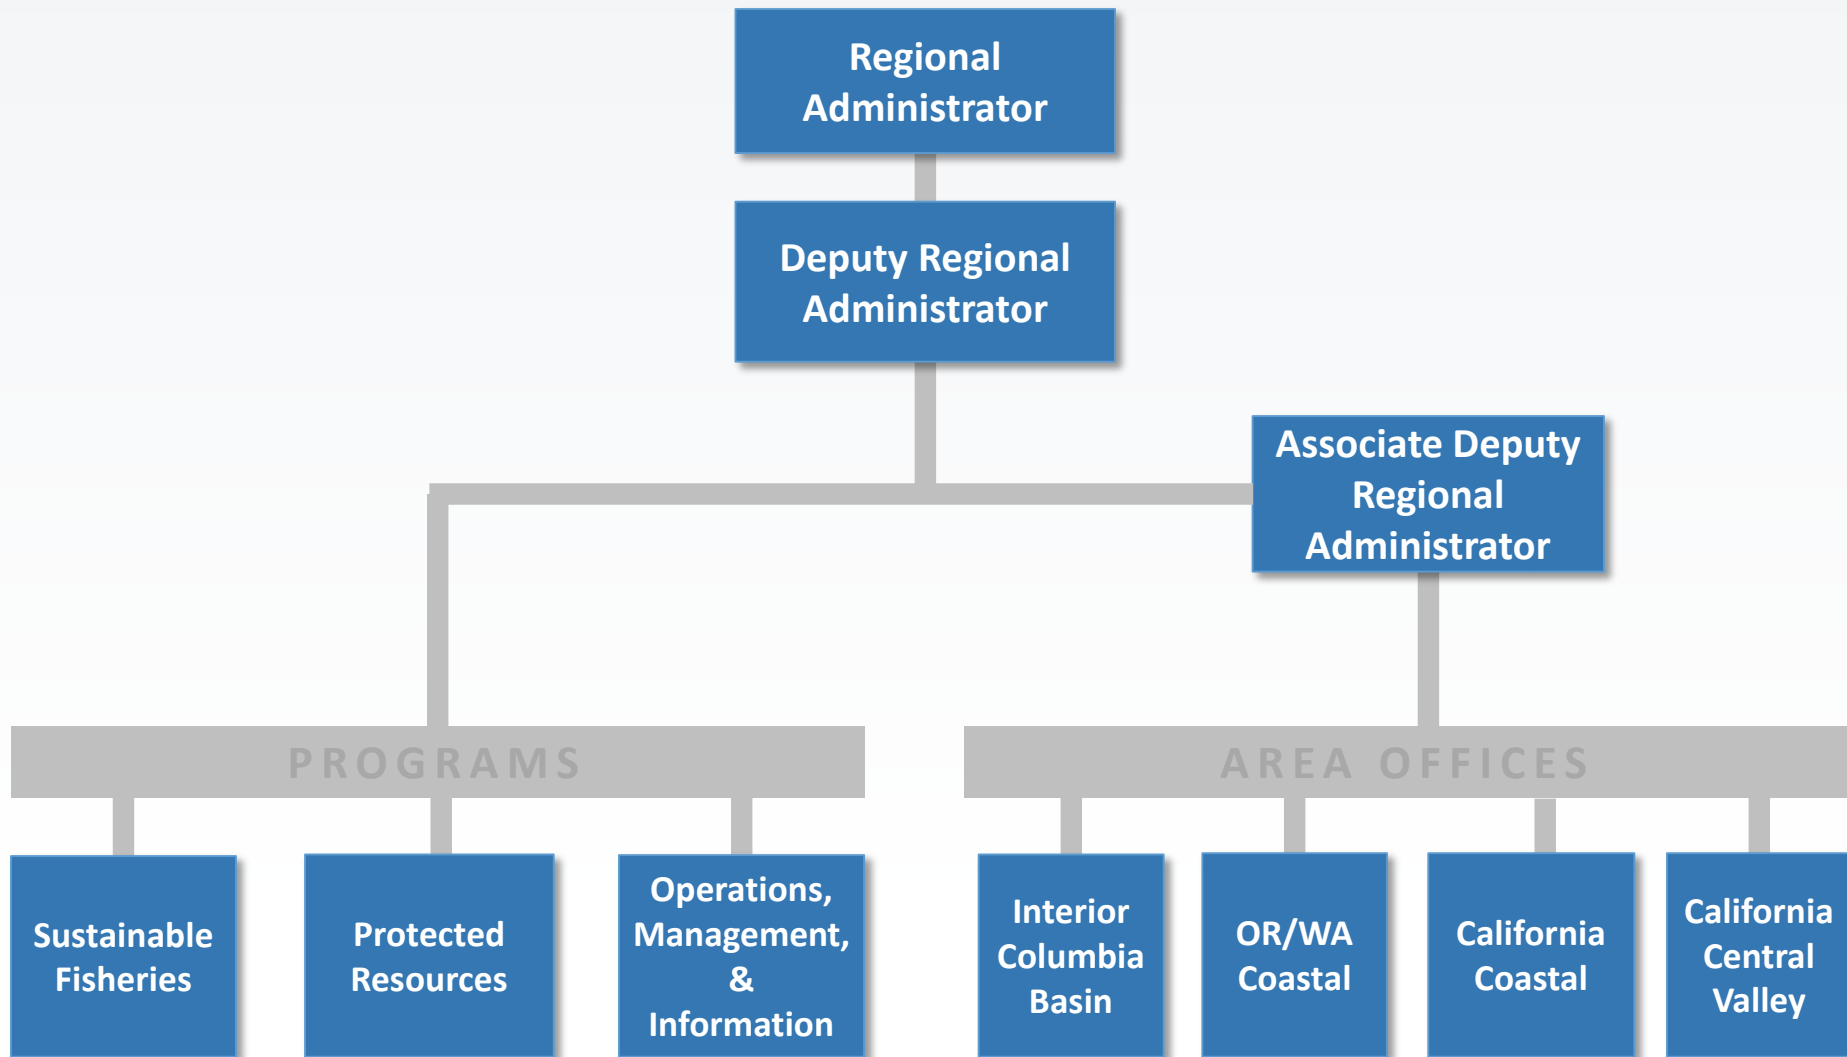 Regional
Administrator
Deputy Regional
Administrator
Associate Deputy
Regional
Administrator
PROGRAMS
AREA OFFICES
Sustainable
Fisheries
Protected
Resources
Operations,
Management,
&
Information
Interior
Columbia
Basin
OR/WA
Coastal
California
Coastal
California
Central
Valley